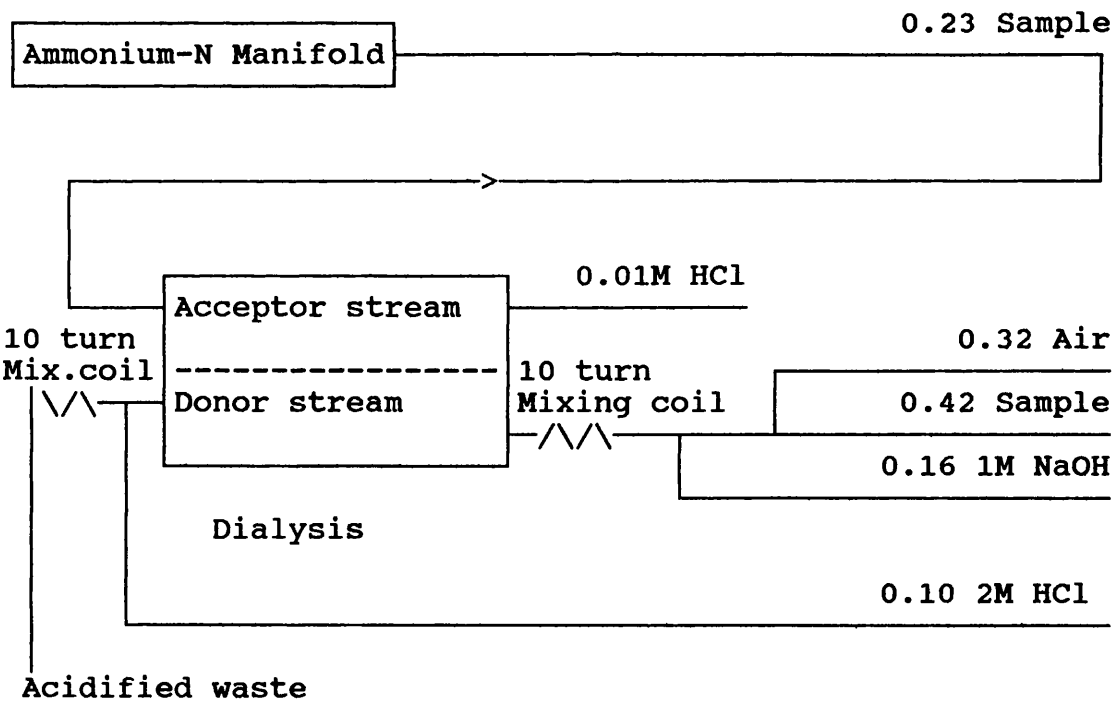 0.23 Sample
Ammonium-N Manifold
0.01M HCl
Acceptor stream
10 turn
Mix.coil
0.32 Air
10 turn
Mixing coil
Donor stream
0.42 Sample
0.16 1M NaOH
Dialysis
0.10 2M HCl
Acidified waste